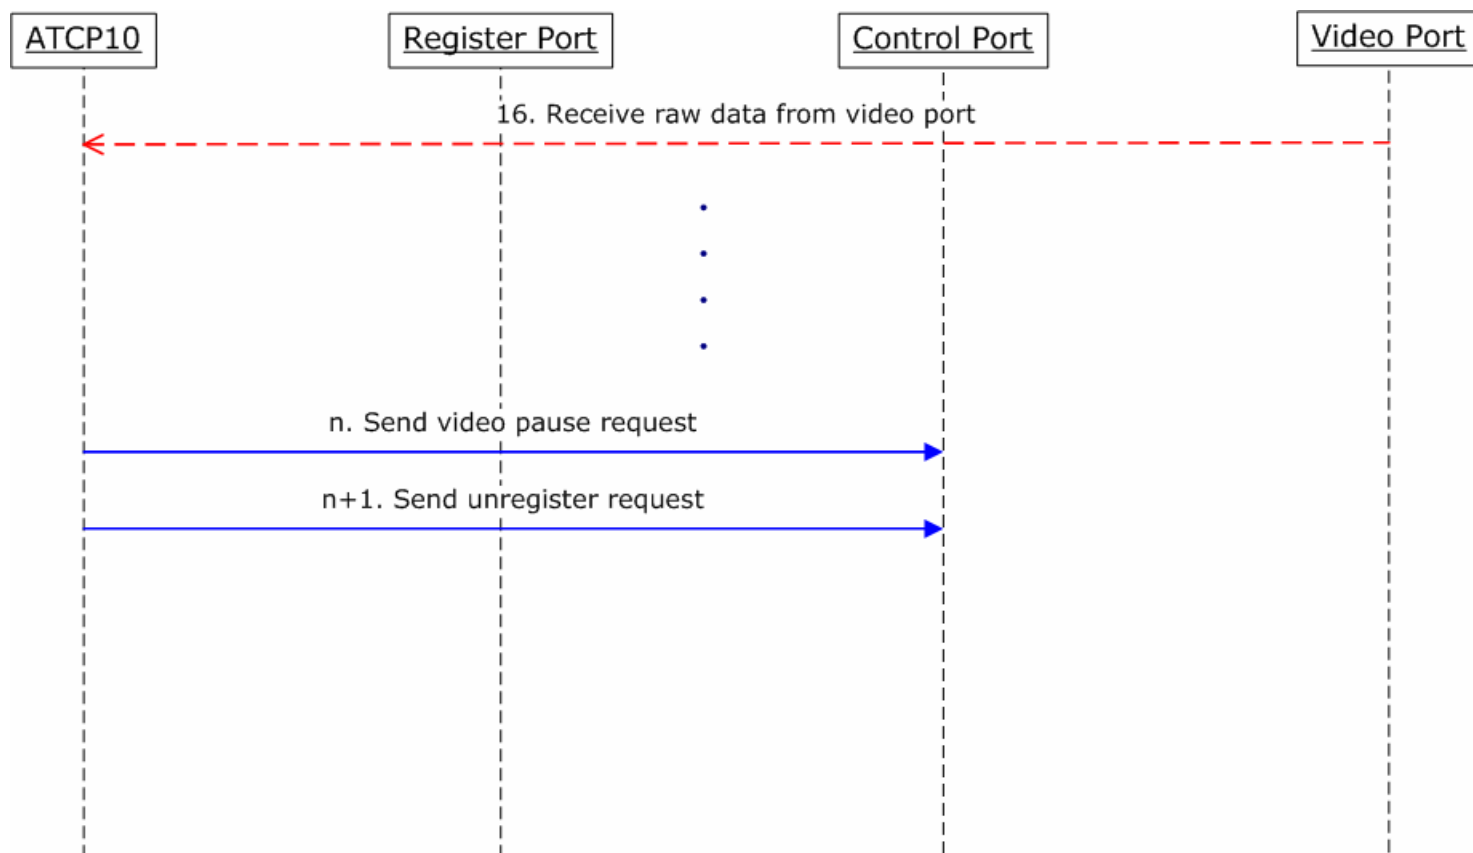 ATCP10
Register Port
Control Port
Video Port
16. Receive raw data from video port
n. Send video pause request
n+1. Send unregister request